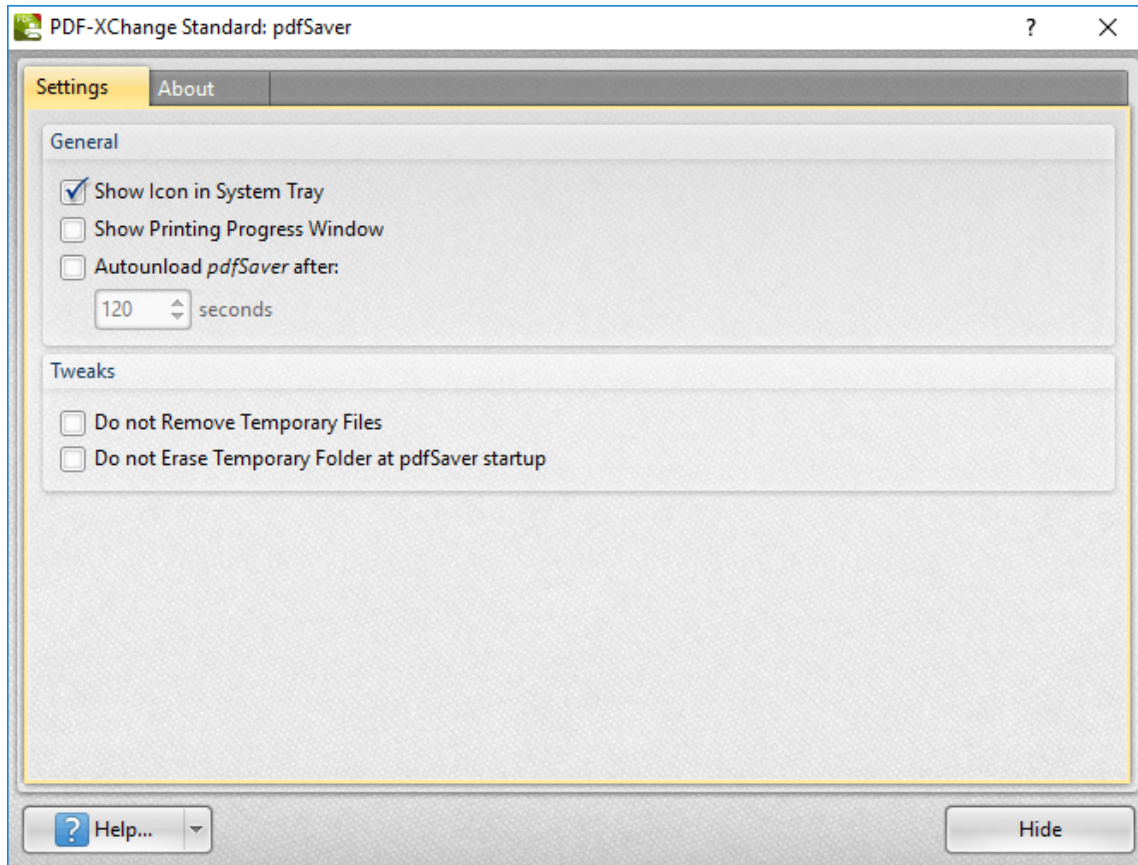 PDF-XChange Standard: pdfSaver
Settings About
General
Show Icon in System Tray
Show Printing Progress Window
Autounload pdfSaver after:
120 seconds
Tweaks
Do not Remove Temporary Files
Do not Erase Temporary Folder at pdfSaver startup
Help... Hide